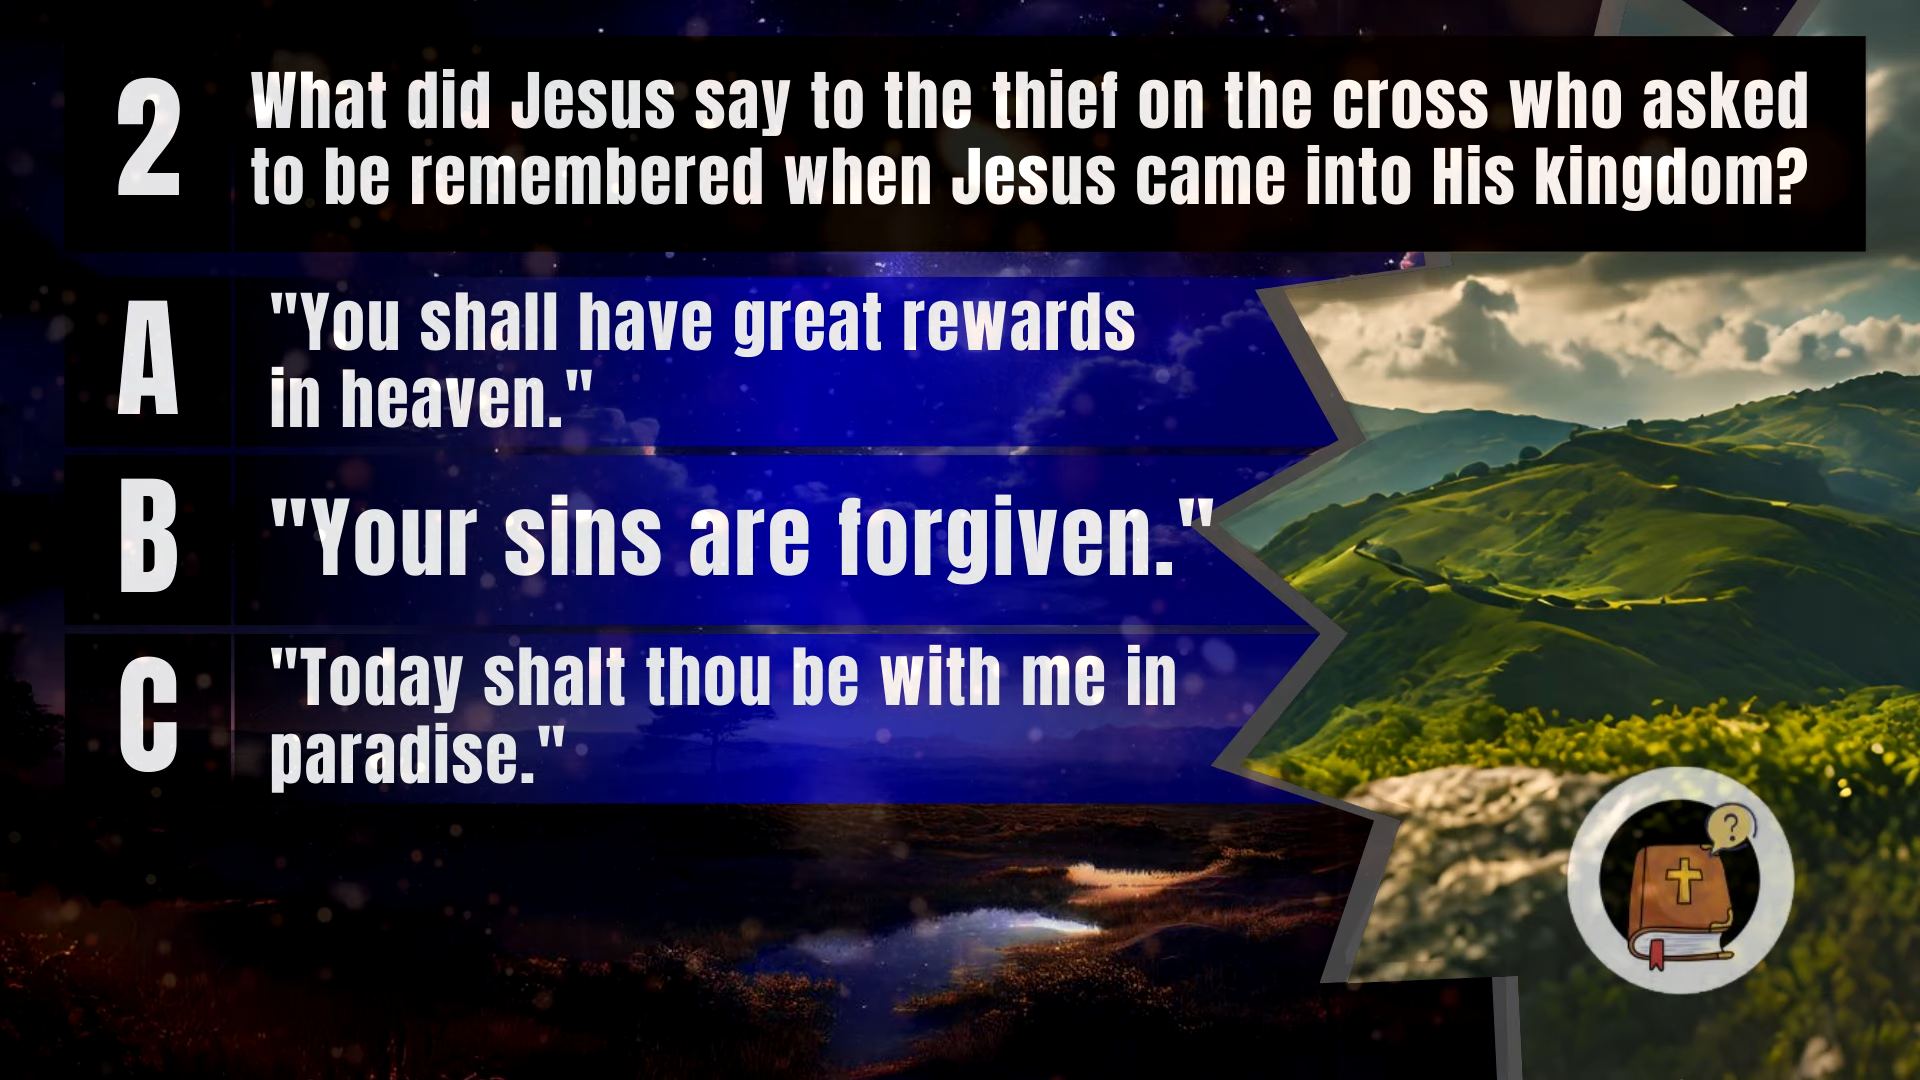 2
What did Jesus say to the thief on the cross who asked
to be remembered when Jesus came into His kingdom?
A
"You shall have great rewards
in heaven."
B
"Your sins are forgiven."
C
"Today shalt thou be with me in
paradise."
?